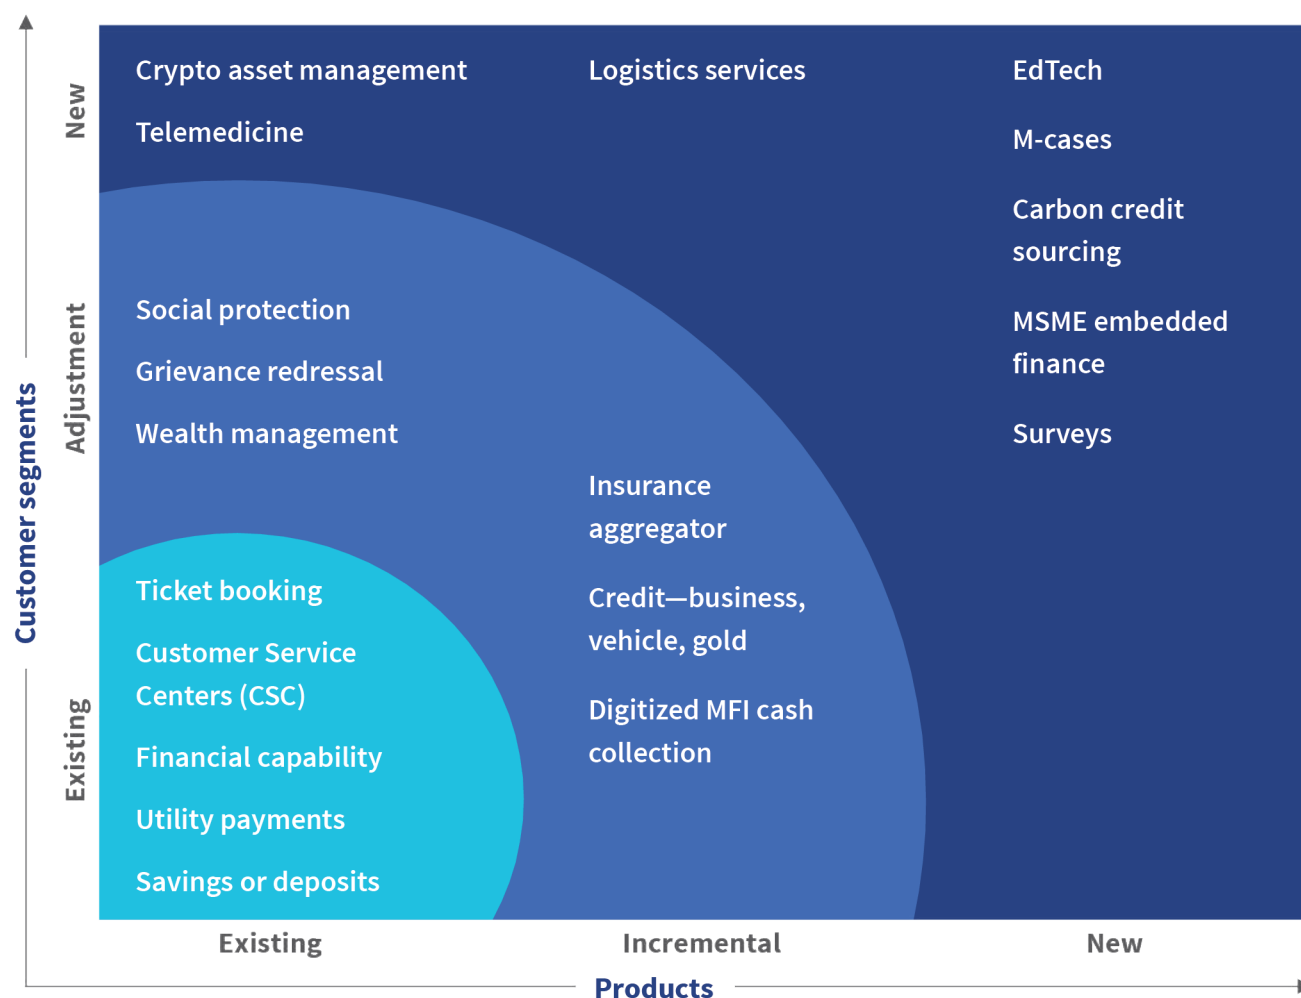 Customer segments
New
Adjustment
Existing
Crypto asset management
Telemedicine
Logistics services
EdTech
M-cases
Carbon credit
sourcing
MSME embedded
finance
Surveys
Social protection
Grievance redressal
Wealth management
Insurance
aggregator
Credit—business,
vehicle, gold
Digitized MFI cash
collection
Ticket booking
Customer Service
Centers (CSC)
Financial capability
Utility payments
Savings or deposits
Existing
Incremental
New
Products